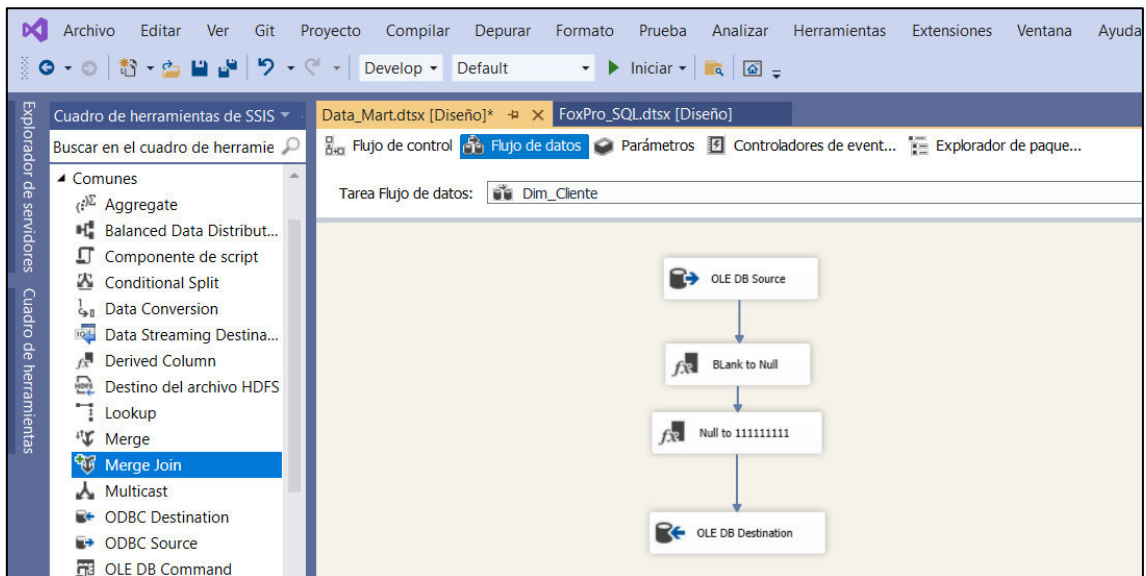 Archivo Editar Ver Git Proyecto Compilar Depurar Formato Prueba Analizar Herramientas Extensiones Ventana Ayuda
Develop Default Iniciar
Explorador de servidores
Cuadro de herramientas
Cuadro de herramientas de SSIS
Buscar en el cuadro de herramie
Comunes
Aggregate
Balanced Data Distribut...
Componente de script
Conditional Split
Data Conversion
Data Streaming Destina...
Derived Column
Destino del archivo HDFS
Lookup
Merge
Merge Join
Multicast
ODBC Destination
ODBC Source
OLE DB Command
Data_Mart.dtsx [Diseño]* FoxPro_SQL.dtsx [Diseño]
Flujo de control Flujo de datos Parámetros Controladores de event... Explorador de paque...
Tarea Flujo de datos: Dim_Cliente
OLE DB Source
BLank to Null
Null to 111111111
OLE DB Destination